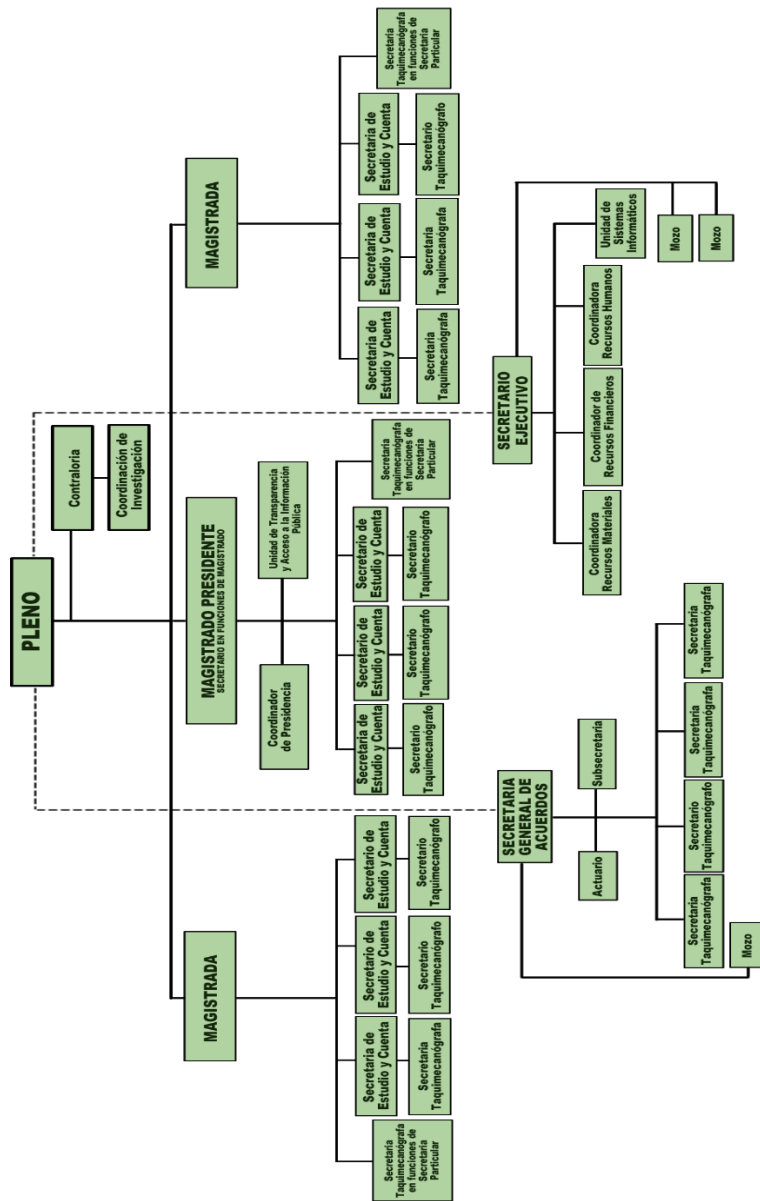 PLENO
Contraloria
Coordinación de
Investigación
MAGISTRADA
MAGISTRADO PRESIDENTE
SECRETARIO EN FUNCIONES DE MAGISTRADO
MAGISTRADA
Coordinador
de Presidencia
Unidad de Transparencia
y Acceso a la Información
Pública
Secretaria
Taquimecanógrafa
en funciones de
Secretaria
Particular
Secretaria de
Estudio y Cuenta
Secretaria
Taquimecanógrafa
Secretario de
Estudio y Cuenta
Secretario
Taquimecanógrafo
Secretario de
Estudio y Cuenta
Secretario
Taquimecanógrafo
Secretaria de
Estudio y Cuenta
Secretario
Taquimecanógrafo
Secretario de
Estudio y Cuenta
Secretario
Taquimecanógrafo
Secretario de
Estudio y Cuenta
Secretario
Taquimecanógrafo
Secretaria
Taquimecanógrafa
en funciones de
Secretaria
Particular
Secretaria de
Estudio y Cuenta
Secretaria
Taquimecanógrafa
Secretaria de
Estudio y Cuenta
Secretaria
Taquimecanógrafa
Secretaria de
Estudio y Cuenta
Secretario
Taquimecanógrafo
Secretaria
Taquimecanógrafa
en funciones de
Secretaria
Particular
SECRETARIA
GENERAL DE
ACUERDOS
Actuario
Subsecretaria
Secretaria
Taquimecanógrafa
Secretario
Taquimecanógrafo
Secretaria
Taquimecanógrafa
Secretaria
Taquimecanógrafa
Mozo
SECRETARIO
EJECUTIVO
Coordinadora
Recursos Materiales
Coordinador de
Recursos Financieros
Coordinadora
Recursos Humanos
Unidad de
Sistemas
Informáticos
Mozo
Mozo